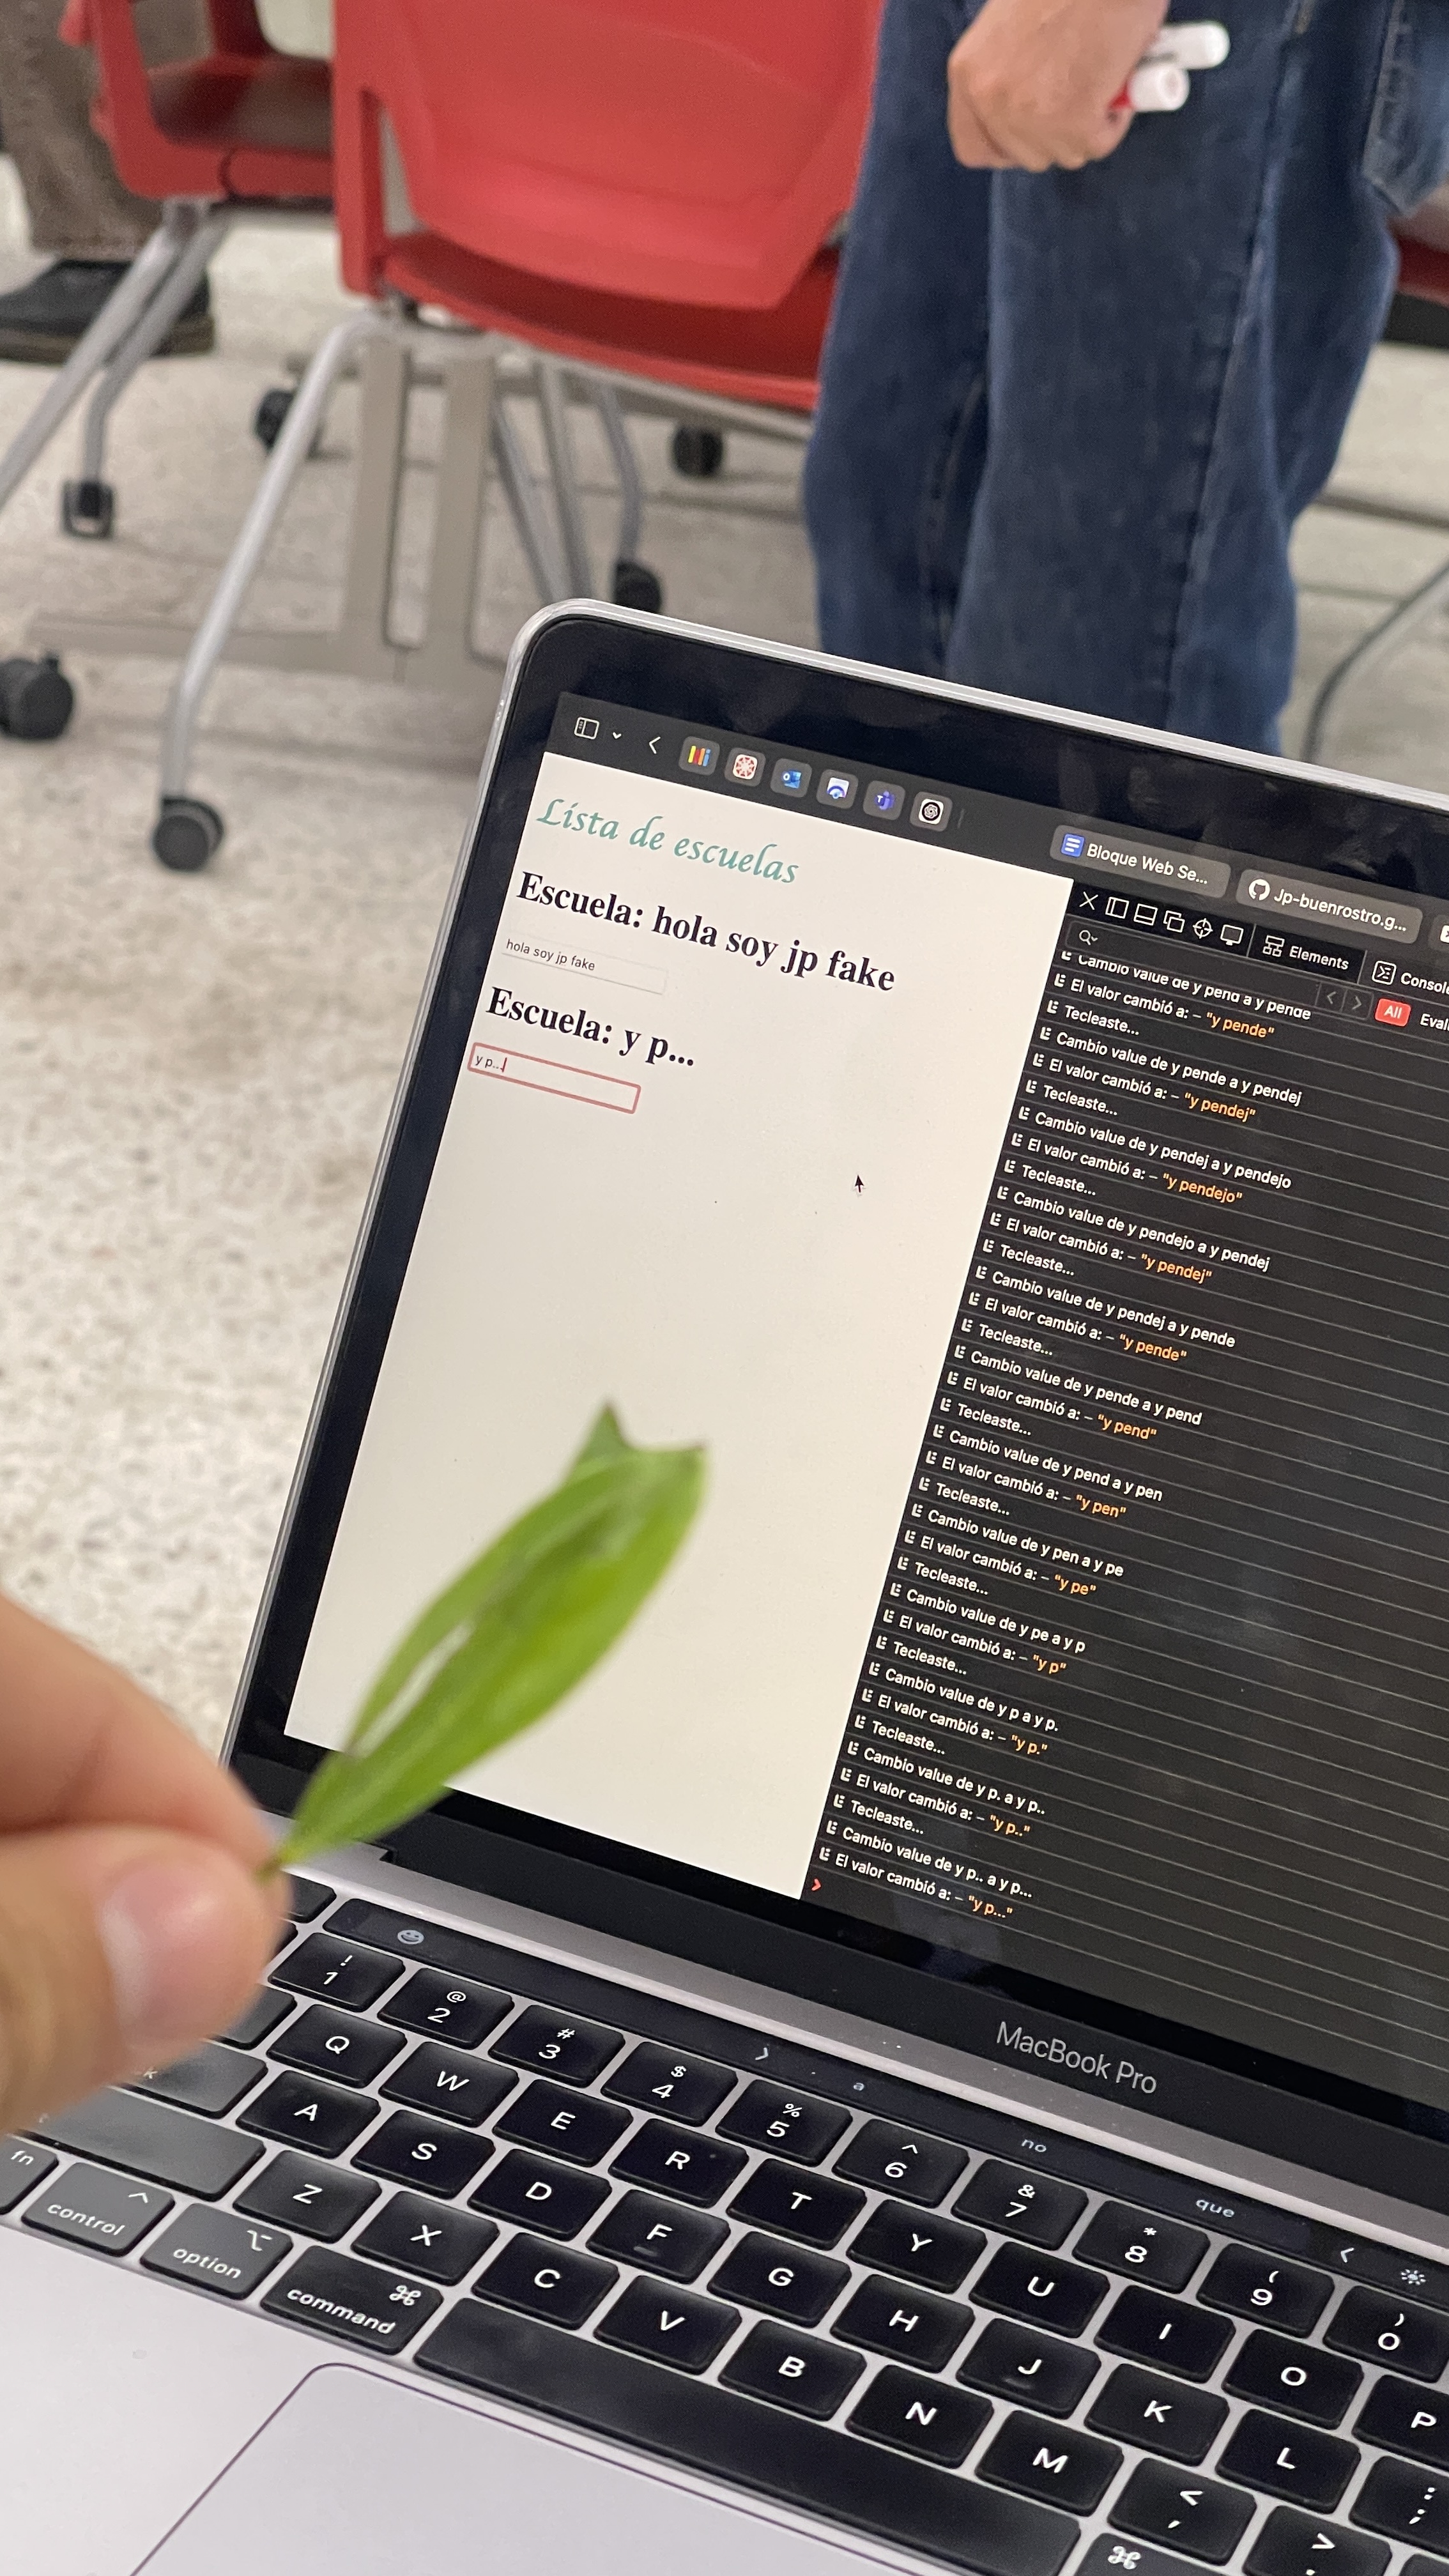 Bloque Web Se...
Jp-buenrostro.g...
Lista de escuelas
Escuela: hola soy jp fake
hola soy jp fake
Escuela: y p...
y p...
Elements
Console
All
Eval
Cambio value de y pend a y pende
El valor cambió a: – "y pende"
Tecleaste...
Cambio value de y pende a y pendej
El valor cambió a: – "y pendej"
Tecleaste...
Cambio value de y pendej a y pendejo
El valor cambió a: – "y pendejo"
Tecleaste...
Cambio value de y pendejo a y pendej
El valor cambió a: – "y pendej"
Tecleaste...
Cambio value de y pendej a y pende
El valor cambió a: – "y pende"
Tecleaste...
Cambio value de y pende a y pend
El valor cambió a: – "y pend"
Tecleaste...
Cambio value de y pend a y pen
El valor cambió a: – "y pen"
Tecleaste...
Cambio value de y pen a y pe
El valor cambió a: – "y pe"
Tecleaste...
Cambio value de y pe a y p
El valor cambió a: – "y p"
Tecleaste...
Cambio value de y p a y p.
El valor cambió a: – "y p."
Tecleaste...
Cambio value de y p. a y p..
El valor cambió a: – "y p.."
Tecleaste...
Cambio value de y p.. a y p...
El valor cambió a: – "y p..."
MacBook Pro
a
no
que
! 1 @ 2 # 3 $ 4 % 5 ^ 6 & 7 * 8 ( 9 ) 0
Q W E R T Y U I O P
A S D F G H J K L ; :
Z X C V B N M < , > .
fn control option command ⌘
⌘